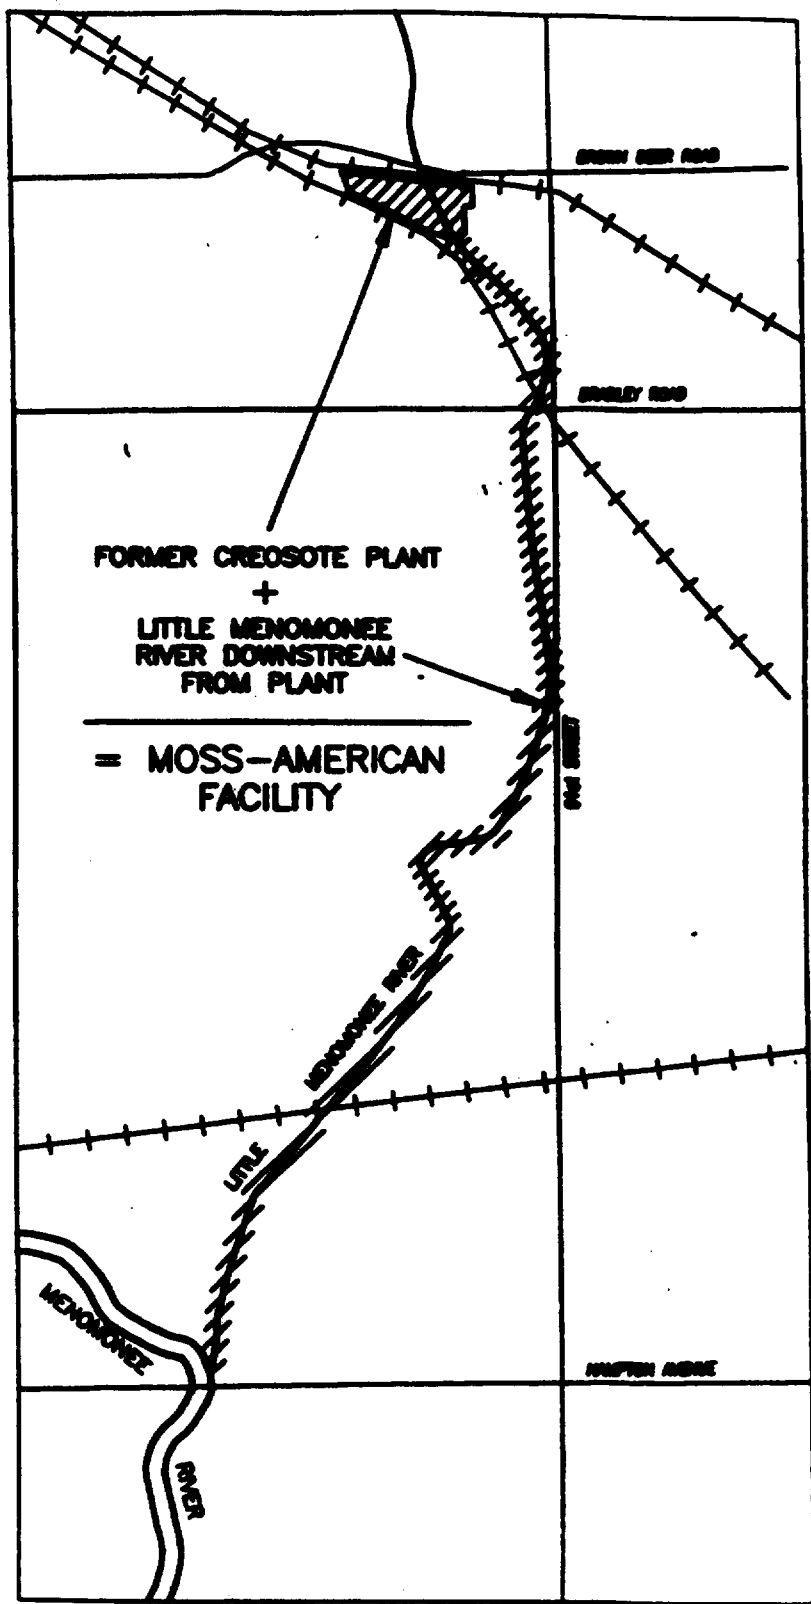 BROWN DEER ROAD
BRADLEY ROAD
FORMER CREOSOTE PLANT
+
LITTLE MENOMONEE
RIVER DOWNSTREAM
FROM PLANT
= MOSS-AMERICAN
FACILITY
STREET
LITTLE MENOMONEE RIVER
MENOMONEE
RIVER
HAMPTON AVENUE